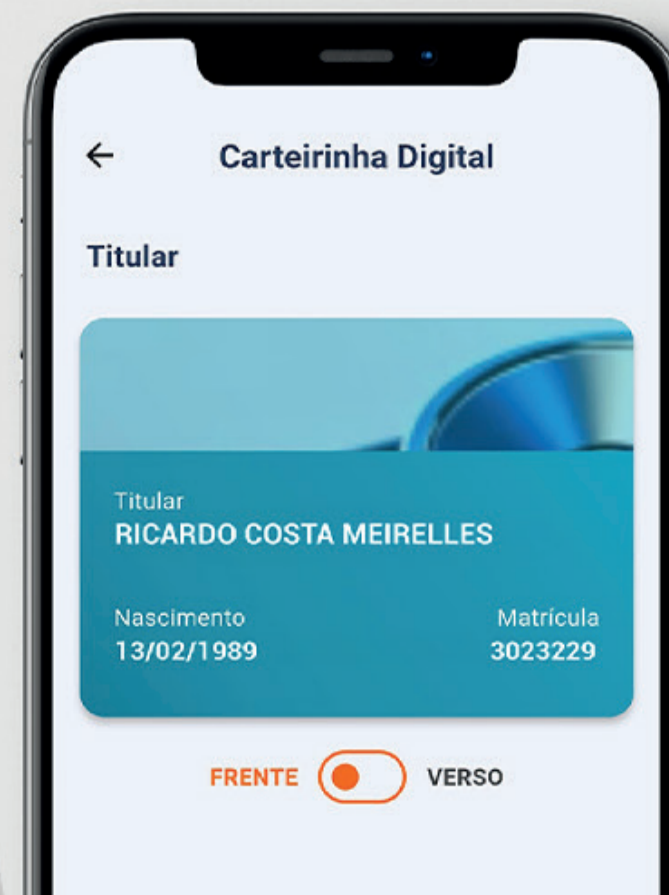 Carteirinha Digital
Titular
Titular
RICARDO COSTA MEIRELLES
Nascimento Matrícula
13/02/1989 3023229
FRENTE VERSO